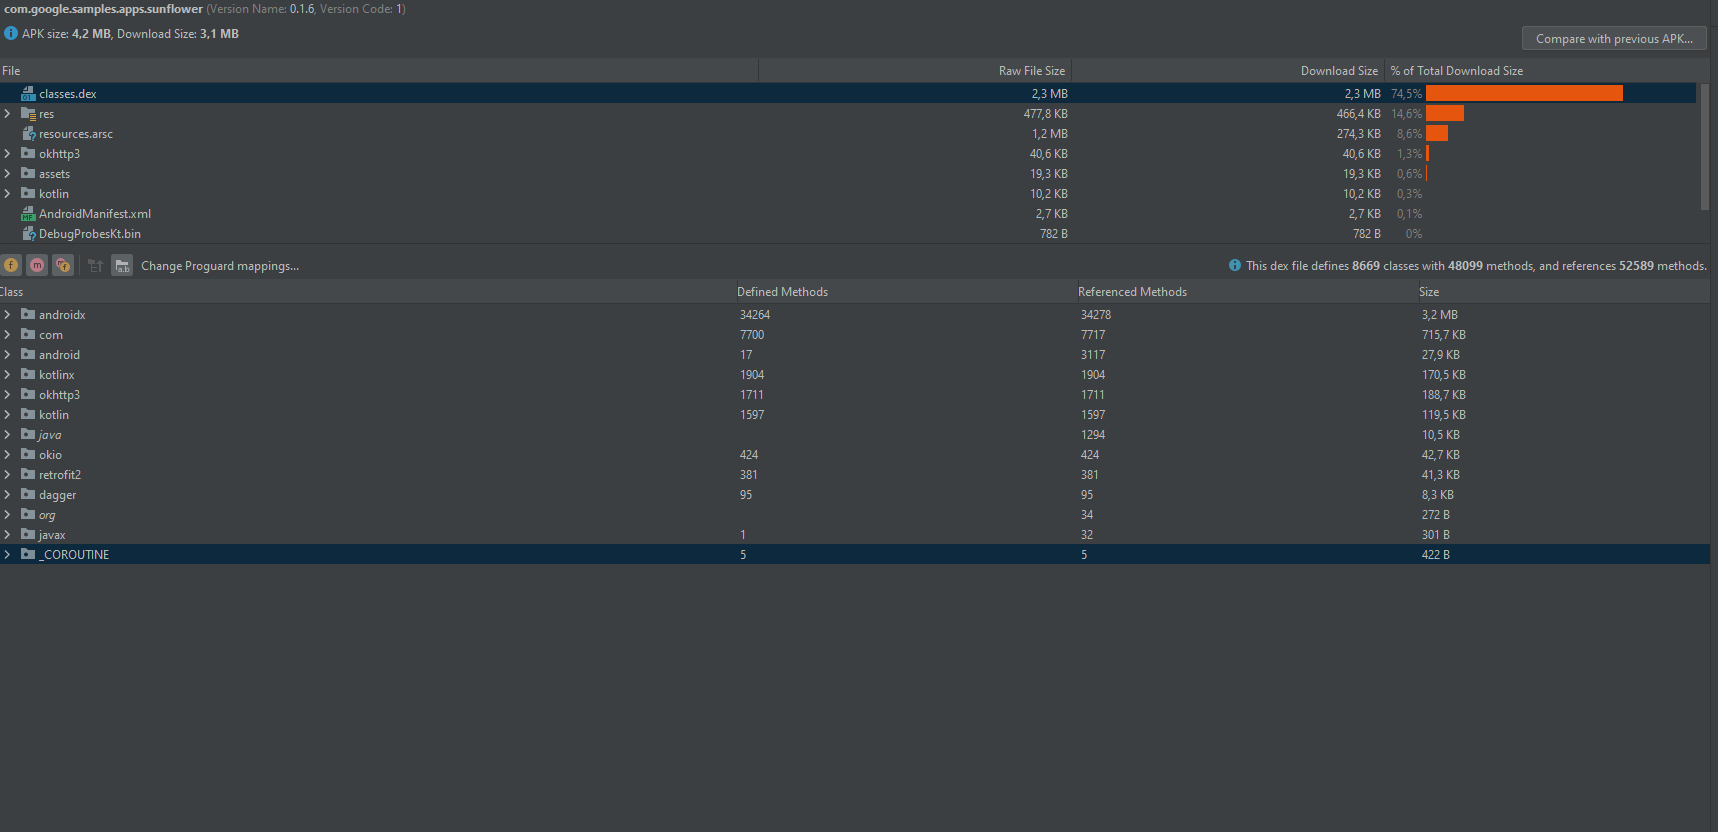 com.google.samples.apps.sunflower (Version Name: 0.1.6, Version Code: 1)
APK size: 4,2 MB, Download Size: 3,1 MB
Compare with previous APK...
File Raw File Size Download Size % of Total Download Size
classes.dex 2,3 MB 2,3 MB 74,5%
res 477,8 KB 466,4 KB 14,6%
resources.arsc 1,2 MB 274,3 KB 8,6%
okhttp3 40,6 KB 40,6 KB 1,3%
assets 19,3 KB 19,3 KB 0,6%
kotlin 10,2 KB 10,2 KB 0,3%
AndroidManifest.xml 2,7 KB 2,7 KB 0,1%
DebugProbesKt.bin 782 B 782 B 0%
Change Proguard mappings... This dex file defines 8669 classes with 48099 methods, and references 52589 methods.
Class Defined Methods Referenced Methods Size
androidx 34264 34278 3,2 MB
com 7700 7717 715,7 KB
android 17 3117 27,9 KB
kotlinx 1904 1904 170,5 KB
okhttp3 1711 1711 188,7 KB
kotlin 1597 1597 119,5 KB
java 1294 10,5 KB
okio 424 424 42,7 KB
retrofit2 381 381 41,3 KB
dagger 95 95 8,3 KB
org 34 272 B
javax 1 32 301 B
_COROUTINE 5 5 422 B